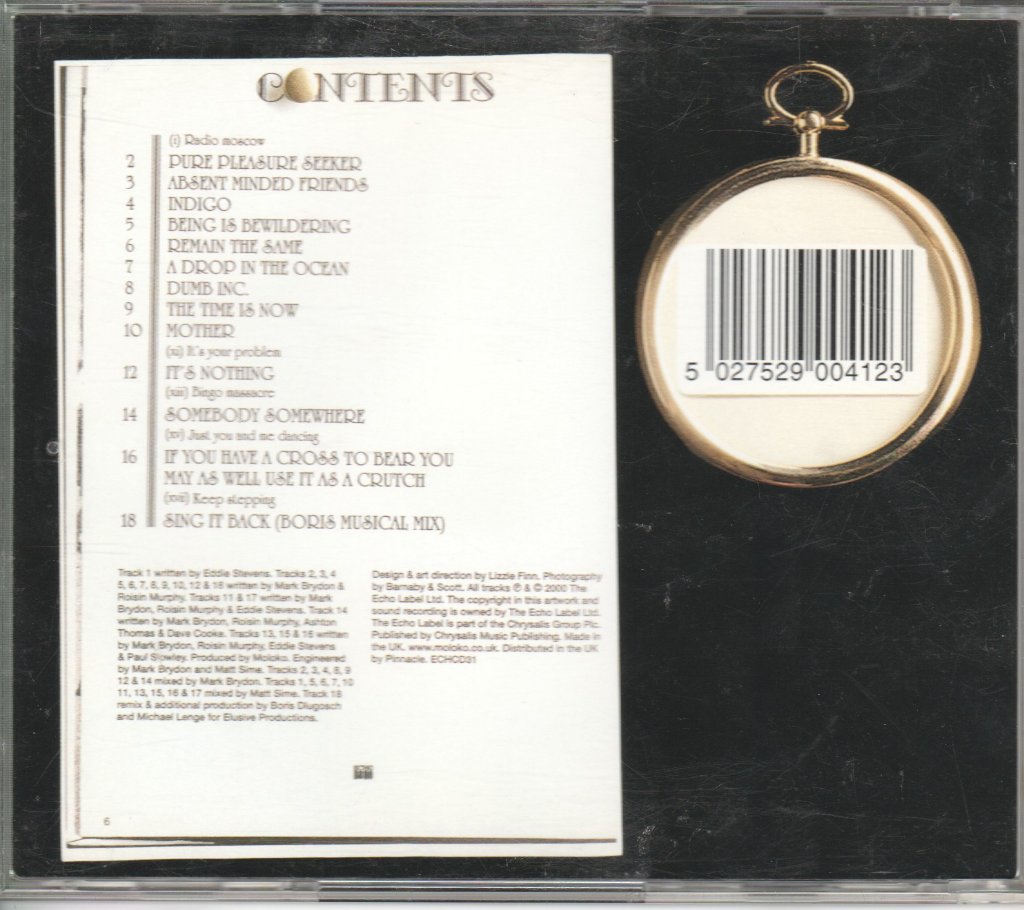 CONTENTS
(i) Radio moscow
2 PURE PLEASURE SEEKER
3 ABSENT MINDED FRIENDS
4 INDIGO
5 BEING IS BEWILDERING
6 REMAIN THE SAME
7 A DROP IN THE OCEAN
8 DUMB INC.
9 THE TIME IS NOW
10 MOTHER
(xi) It's your problem
12 IT'S NOTHING
(xiii) Bingo massacre
14 SOMEBODY SOMEWHERE
(xv) Just you and me dancing
16 IF YOU HAVE A CROSS TO BEAR YOU
MAY AS WELL USE IT AS A CRUTCH
(xvii) Keep stepping
18 SING IT BACK (BORIS MUSICAL MIX)
Track 1 written by Eddie Stevens. Tracks 2, 3, 4
5, 6, 7, 8, 9, 10, 12 & 18 written by Mark Brydon &
Roisin Murphy. Tracks 11 & 17 written by Mark
Brydon, Roisin Murphy & Eddie Stevens. Track 14
written by Mark Brydon, Roisin Murphy, Ashton
Thomas & Dave Cooke. Tracks 13, 15 & 16 written
by Mark Brydon, Roisin Murphy, Eddie Stevens
& Paul Slowley. Produced by Moloko. Engineered
by Mark Brydon and Matt Sime. Tracks 2, 3, 4, 8, 9
12 & 14 mixed by Mark Brydon. Tracks 1, 5, 6, 7, 10
11, 13, 15, 16 & 17 mixed by Matt Sime. Track 18
remix & additional production by Boris Dlugosch
and Michael Lange for Elusive Productions.
Design & art direction by Lizzie Finn. Photography
by Barnaby & Scott. All tracks ℗ & © 2000 The
Echo Label Ltd. The copyright in this artwork and
sound recording is owned by The Echo Label Ltd.
The Echo Label is part of the Chrysalis Group Plc.
Published by Chrysalis Music Publishing. Made in
the UK. www.moloko.co.uk. Distributed in the UK
by Pinnacle. ECHCD31
6
5 027529 004123